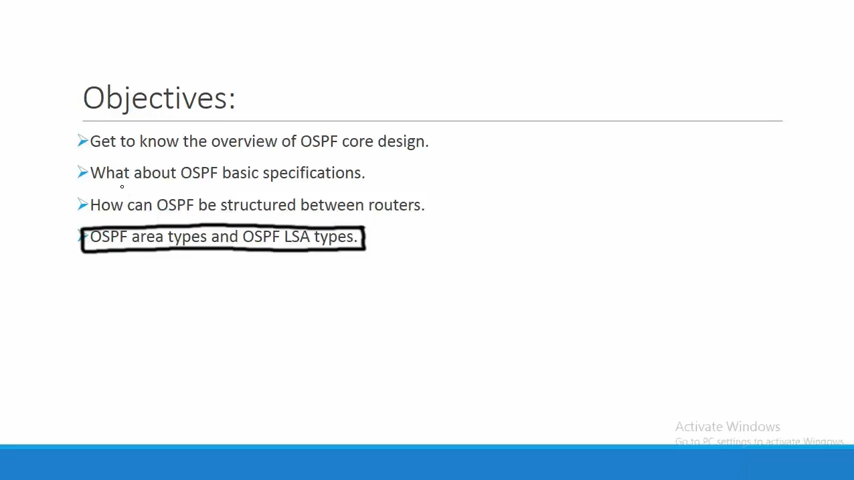 Objectives:
Get to know the overview of OSPF core design.
What about OSPF basic specifications.
How can OSPF be structured between routers.
OSPF area types and OSPF LSA types.
Activate Windows
Go to PC settings to activate Windows.